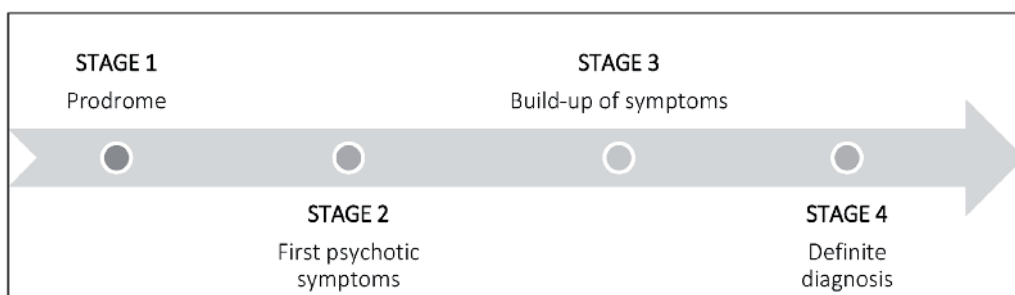 STAGE 1
Prodrome
STAGE 2
First psychotic
symptoms
STAGE 3
Build-up of symptoms
STAGE 4
Definite
diagnosis